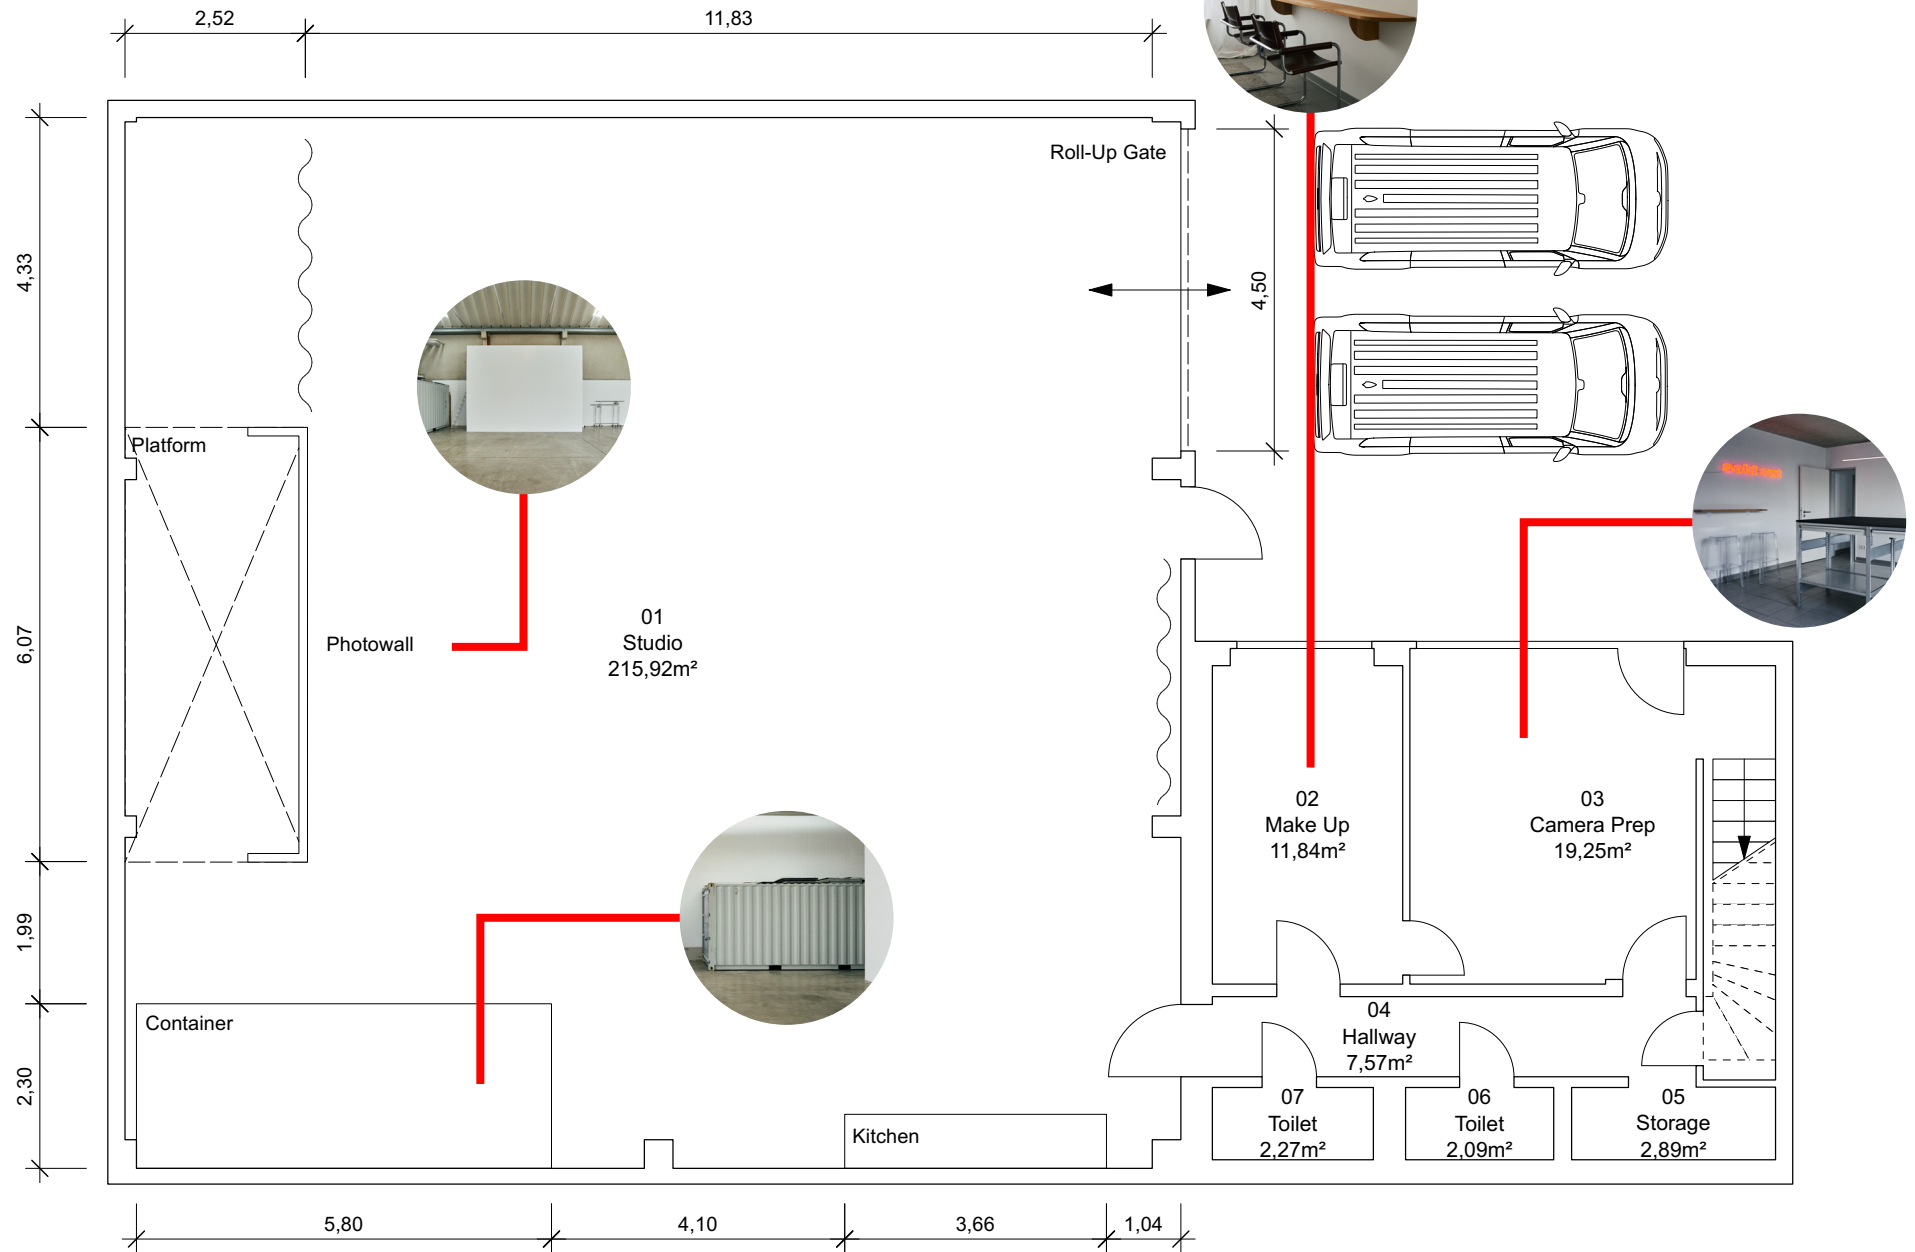 2,52
11,83
Roll-Up Gate
4,33
4,50
Platform
6,07
Photowall
01
Studio
215,92m²
02
Make Up
11,84m²
03
Camera Prep
19,25m²
1,99
Container
04
Hallway
7,57m²
2,30
Kitchen
07
Toilet
2,27m²
06
Toilet
2,09m²
05
Storage
2,89m²
5,80
4,10
3,66
1,04